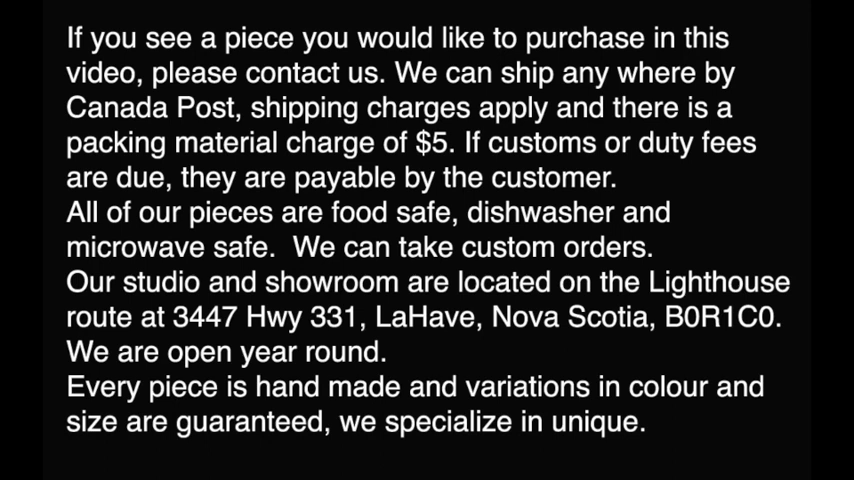 If you see a piece you would like to purchase in this
video, please contact us. We can ship any where by
Canada Post, shipping charges apply and there is a
packing material charge of $5. If customs or duty fees
are due, they are payable by the customer.
All of our pieces are food safe, dishwasher and
microwave safe.  We can take custom orders.
Our studio and showroom are located on the Lighthouse
route at 3447 Hwy 331, LaHave, Nova Scotia, B0R1C0.
We are open year round.
Every piece is hand made and variations in colour and
size are guaranteed, we specialize in unique.